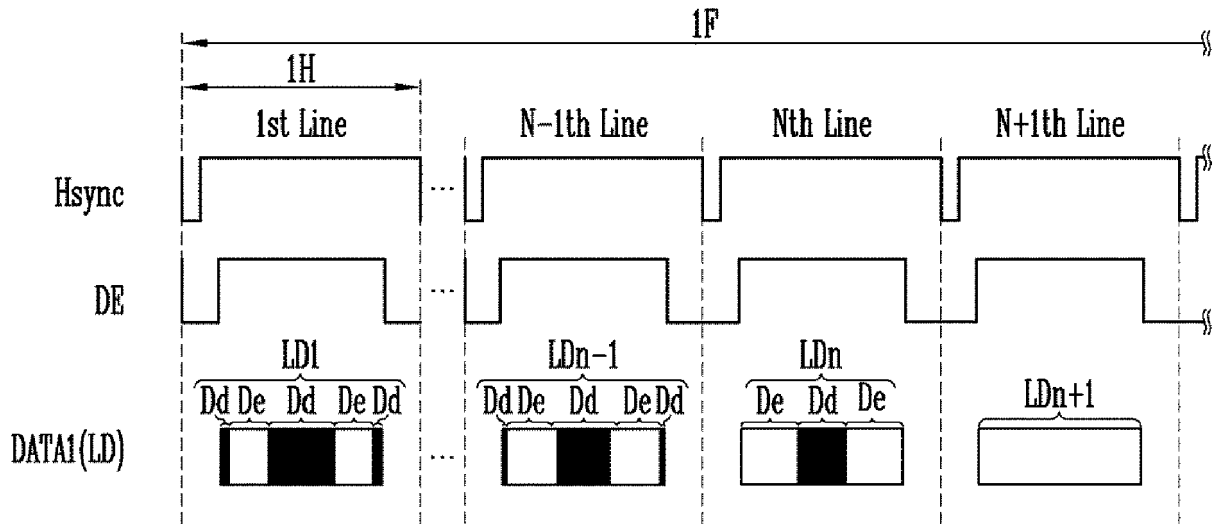 1F
1H
1st Line
N-1th Line
Nth Line
N+1th Line
Hsync
...
DE
...
LD1
LDn-1
LDn
LDn+1
Dd De Dd De Dd
Dd De Dd De Dd
De Dd De
DATA1(LD)
...